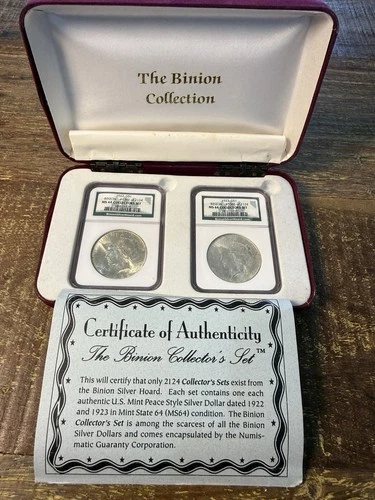 The Binion
Collection
Certificate of Authenticity
The Binion Collector's Set™
This will certify that only 2124 Collector's Sets exist from
the Binion Silver Hoard. Each set contains one each
authentic U.S. Mint Peace Style Silver Dollar dated 1922
and 1923 in Mint State 64 (MS64) condition. The Binion
Collector's Set is among the scarcest of all the Binion
Silver Dollars and comes encapsulated by the Numis-
matic Guaranty Corporation.